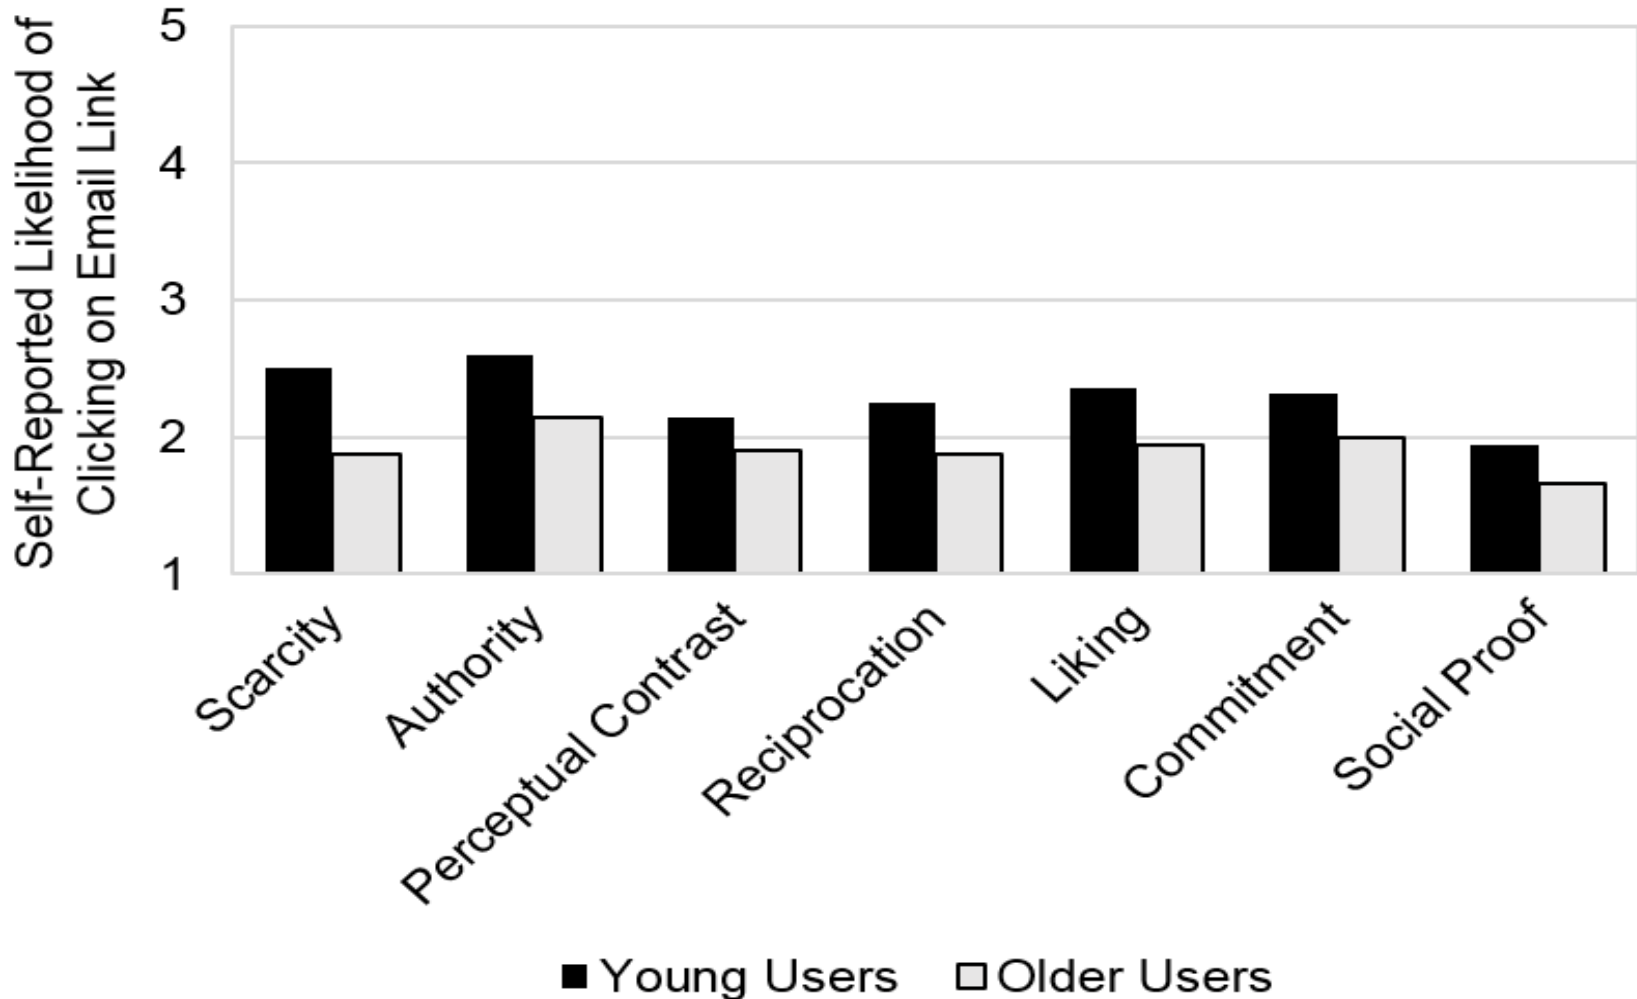 Self-Reported Likelihood of
Clicking on Email Link
5
4
3
2
1
Scarcity
Authority
Perceptual Contrast
Reciprocation
Liking
Commitment
Social Proof
Young Users
Older Users